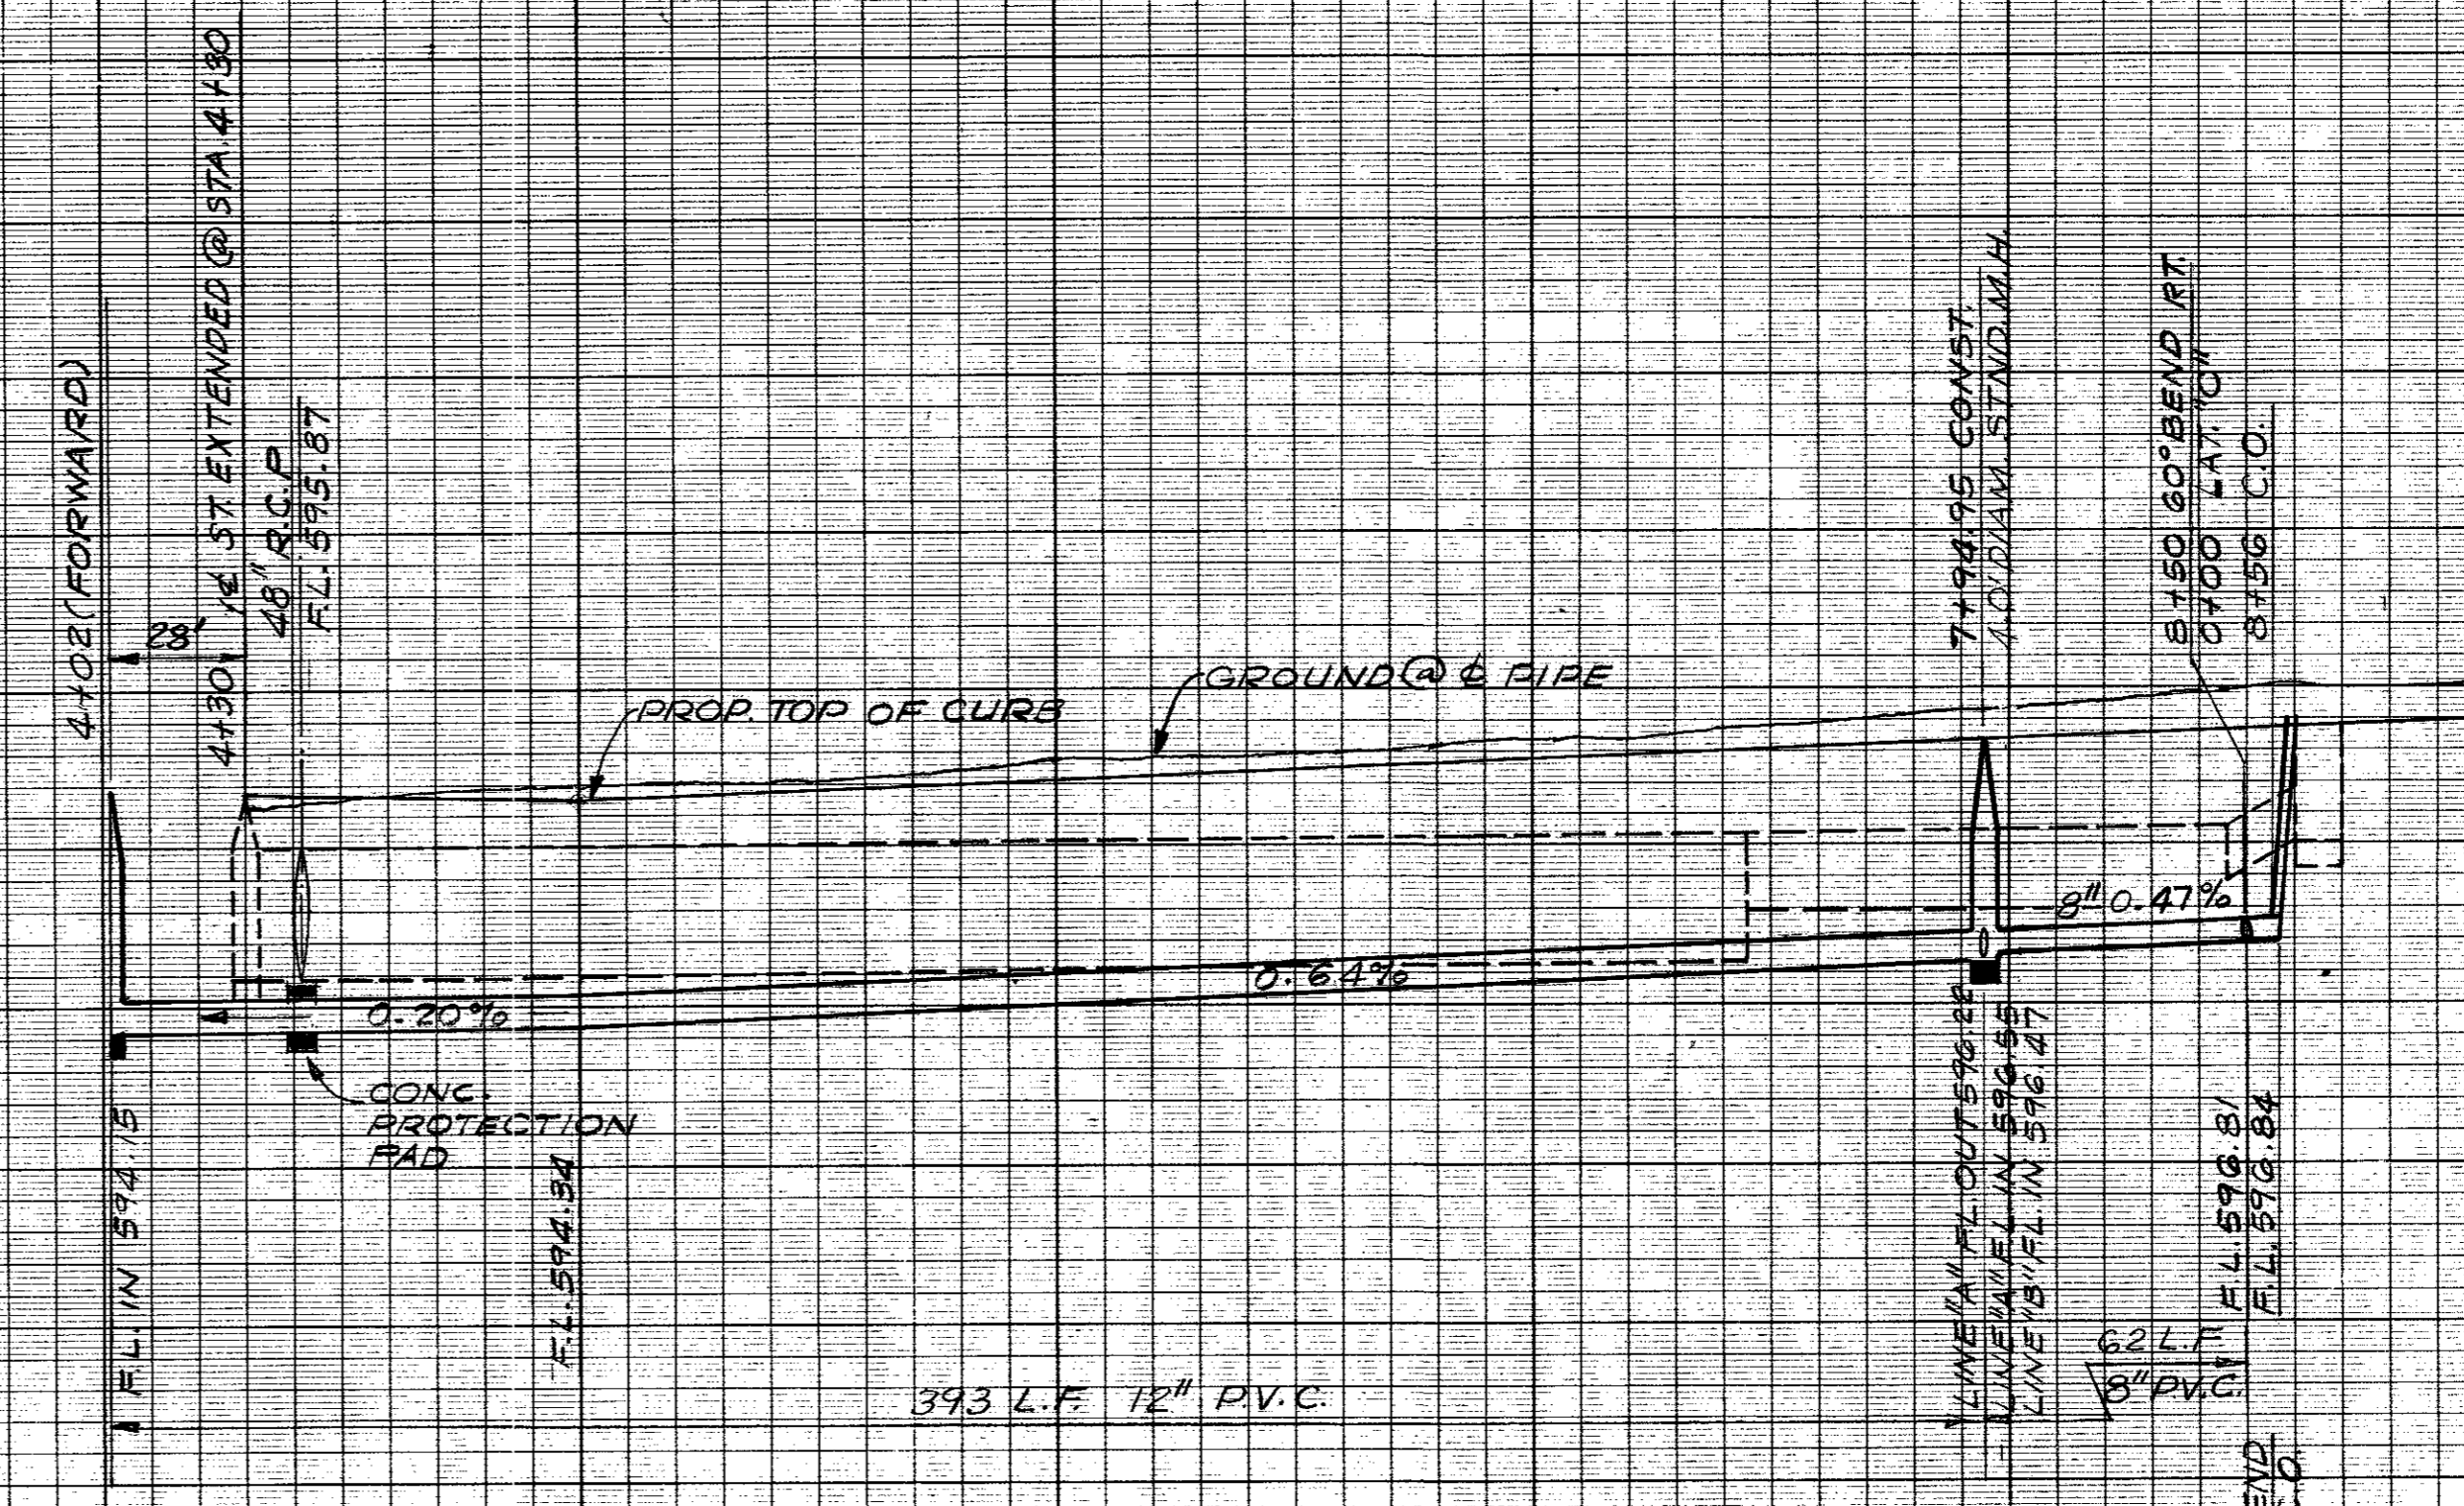 4+02 (FORWARD)
28'
4+30
℄ ST. EXTENDED @ STA. 4+30
48" R.C.P
F.L. 595.87
PROP. TOP OF CURB
GROUND @ ℄ PIPE
7+94.95 CONST.
4.0' DIAM. STND. M.H.
8+50 60° BEND RT.
0+00 LAT. "C"
8+56 C.O.
8" 0.47%
0.64%
0.20%
CONC.
PROTECTION
PAD
F.L. IN 594.15
F.L. 594.34
393 L.F. 12" P.V.C.
LINE "A" FL. OUT 596.22
LINE "A" F.L. IN 596.55
LINE "B" FL. IN 596.47
62 L.F.
8" P.V.C.
F.L. 596.81
F.L. 596.84